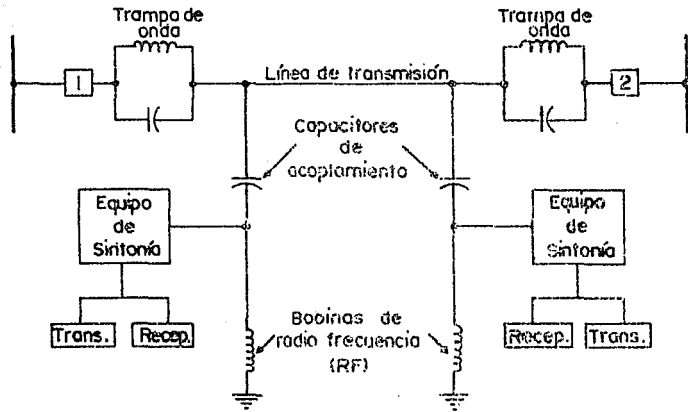 Trampa de
onda
Trampa de
onda
1
Línea de transmisión
2
Capacitores
de
acoplamiento
Equipo
de
Sintonía
Equipo
de
Sintonía
Trans.
Recep.
Bobinas de
radio frecuencia
(RF)
Recep.
Trans.